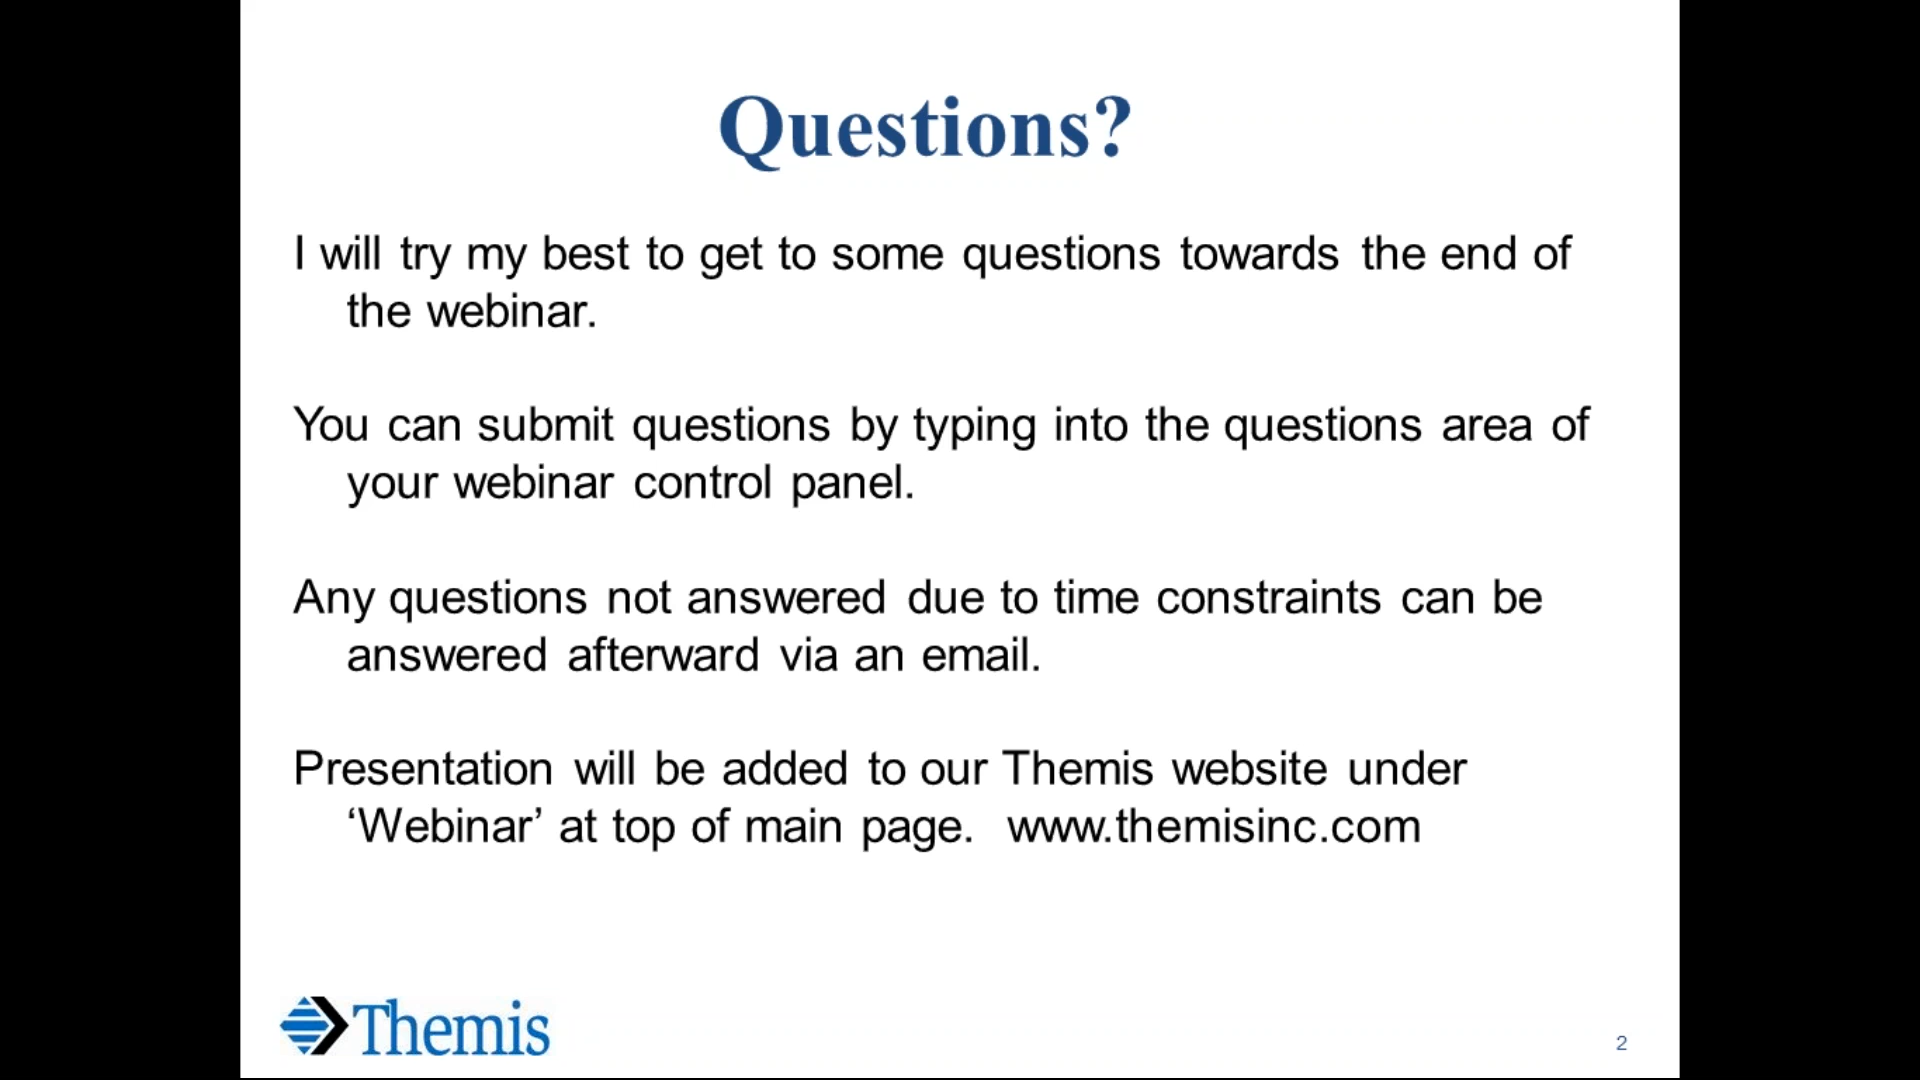 Questions?
I will try my best to get to some questions towards the end of
the webinar.
You can submit questions by typing into the questions area of
your webinar control panel.
Any questions not answered due to time constraints can be
answered afterward via an email.
Presentation will be added to our Themis website under
‘Webinar’ at top of main page.  www.themisinc.com
Themis
2